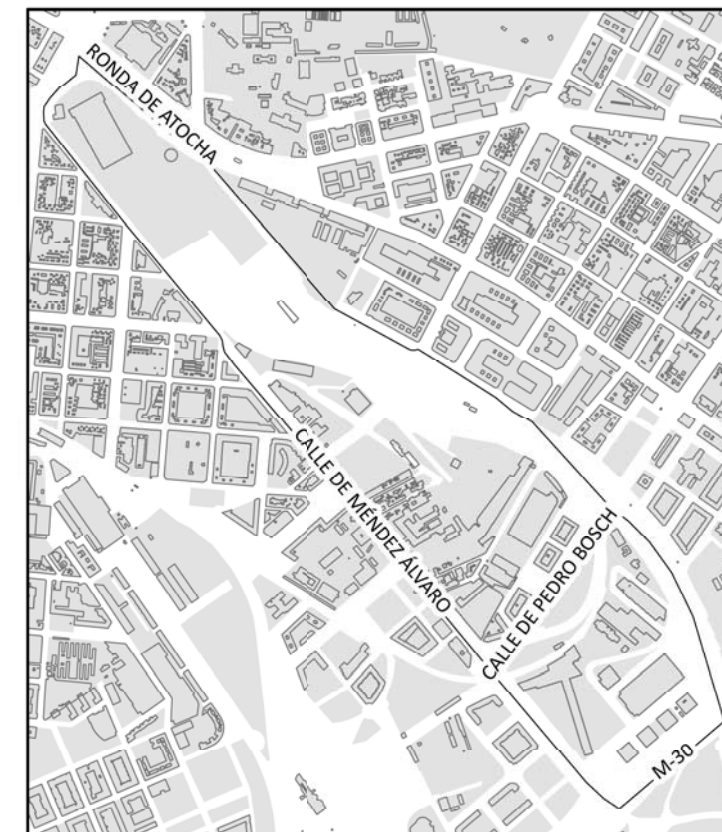 RONDA DE ATOCHA
CALLE DE MÉNDEZ ÁLVARO
CALLE DE PEDRO BOSCH
M-30